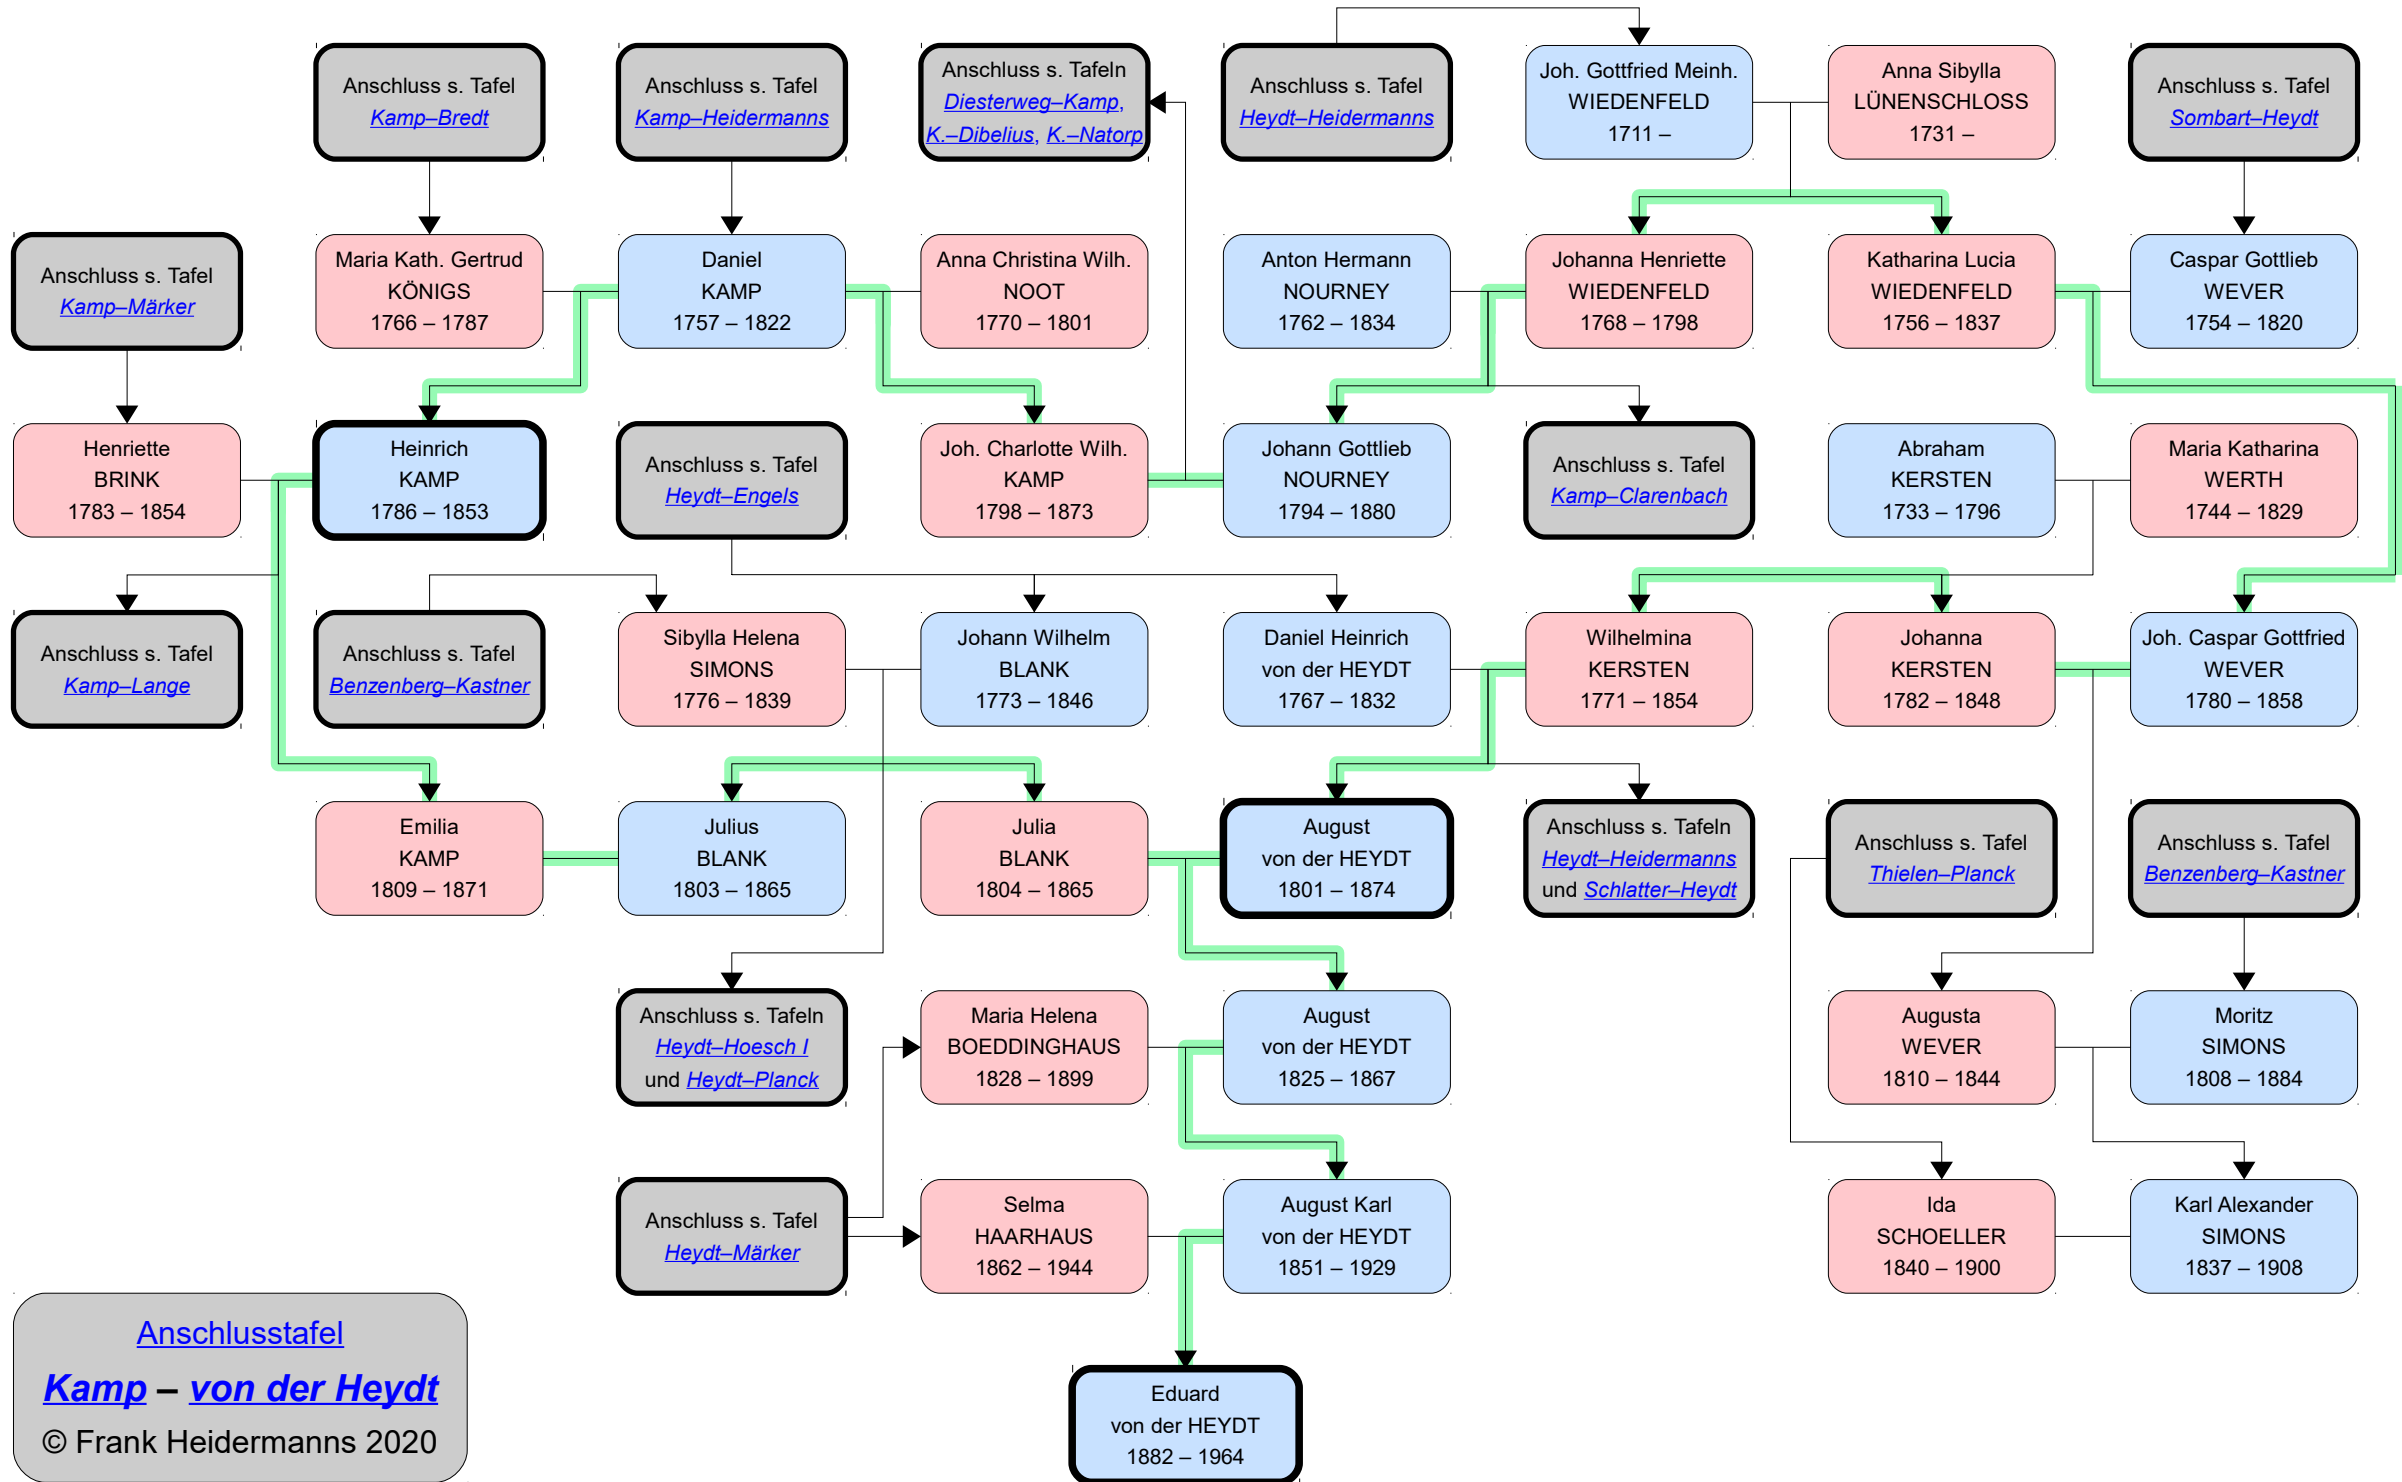 Anschluss s. Tafel
Kamp–Bredt
Anschluss s. Tafel
Kamp–Heidermanns
Anschluss s. Tafeln
Diesterweg–Kamp,
K.–Dibelius, K.–Natorp
Anschluss s. Tafel
Heydt–Heidermanns
Joh. Gottfried Meinh.
WIEDENFELD
1711 –
Anna Sibylla
LÜNENSCHLOSS
1731 –
Anschluss s. Tafel
Sombart–Heydt
Anschluss s. Tafel
Kamp–Märker
Maria Kath. Gertrud
KÖNIGS
1766 – 1787
Daniel
KAMP
1757 – 1822
Anna Christina Wilh.
NOOT
1770 – 1801
Anton Hermann
NOURNEY
1762 – 1834
Johanna Henriette
WIEDENFELD
1768 – 1798
Katharina Lucia
WIEDENFELD
1756 – 1837
Caspar Gottlieb
WEVER
1754 – 1820
Henriette
BRINK
1783 – 1854
Heinrich
KAMP
1786 – 1853
Anschluss s. Tafel
Heydt–Engels
Joh. Charlotte Wilh.
KAMP
1798 – 1873
Johann Gottlieb
NOURNEY
1794 – 1880
Anschluss s. Tafel
Kamp–Clarenbach
Abraham
KERSTEN
1733 – 1796
Maria Katharina
WERTH
1744 – 1829
Anschluss s. Tafel
Kamp–Lange
Anschluss s. Tafel
Benzenberg–Kastner
Sibylla Helena
SIMONS
1776 – 1839
Johann Wilhelm
BLANK
1773 – 1846
Daniel Heinrich
von der HEYDT
1767 – 1832
Wilhelmina
KERSTEN
1771 – 1854
Johanna
KERSTEN
1782 – 1848
Joh. Caspar Gottfried
WEVER
1780 – 1858
Emilia
KAMP
1809 – 1871
Julius
BLANK
1803 – 1865
Julia
BLANK
1804 – 1865
August
von der HEYDT
1801 – 1874
Anschluss s. Tafeln
Heydt–Heidermanns
und Schlatter–Heydt
Anschluss s. Tafel
Thielen–Planck
Anschluss s. Tafel
Benzenberg–Kastner
Anschluss s. Tafeln
Heydt–Hoesch I
und Heydt–Planck
Maria Helena
BOEDDINGHAUS
1828 – 1899
August
von der HEYDT
1825 – 1867
Augusta
WEVER
1810 – 1844
Moritz
SIMONS
1808 – 1884
Anschluss s. Tafel
Heydt–Märker
Selma
HAARHAUS
1862 – 1944
August Karl
von der HEYDT
1851 – 1929
Ida
SCHOELLER
1840 – 1900
Karl Alexander
SIMONS
1837 – 1908
Anschlusstafel
Kamp – von der Heydt
© Frank Heidermanns 2020
Eduard
von der HEYDT
1882 – 1964